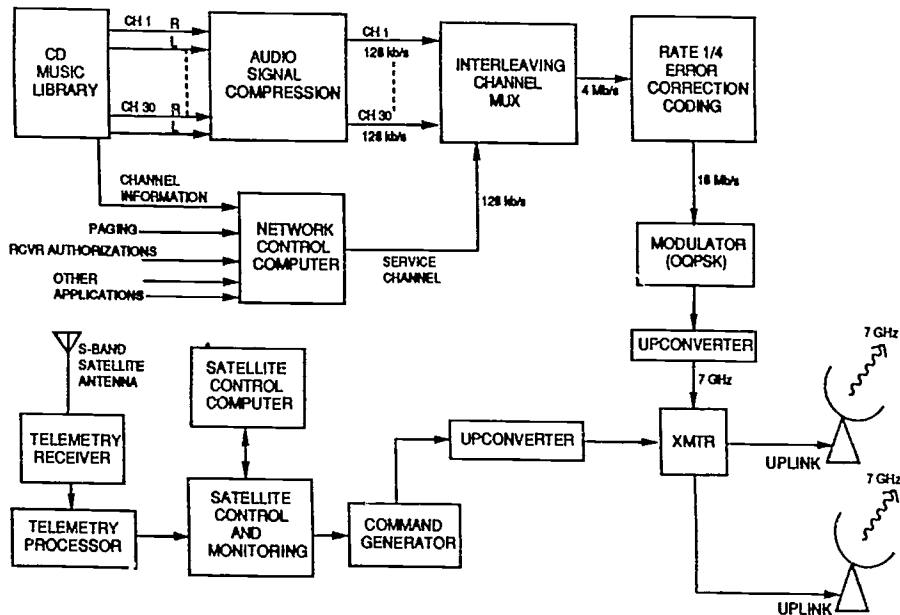 CD
MUSIC
LIBRARY
CH 1 R
L
CH 30 R
L
AUDIO
SIGNAL
COMPRESSION
CH 1
128 kb/s
CH 30
128 kb/s
INTERLEAVING
CHANNEL
MUX
4 Mb/s
RATE 1/4
ERROR
CORRECTION
CODING
CHANNEL
INFORMATION
PAGING
RCVR AUTHORIZATIONS
OTHER
APPLICATIONS
NETWORK
CONTROL
COMPUTER
SERVICE
CHANNEL
128 kb/s
16 Mb/s
MODULATOR
(OQPSK)
UPCONVERTER
7 GHz
XMTR
7 GHz
UPLINK
7 GHz
UPLINK
S-BAND
SATELLITE
ANTENNA
TELEMETRY
RECEIVER
TELEMETRY
PROCESSOR
SATELLITE
CONTROL
COMPUTER
SATELLITE
CONTROL
AND
MONITORING
COMMAND
GENERATOR
UPCONVERTER